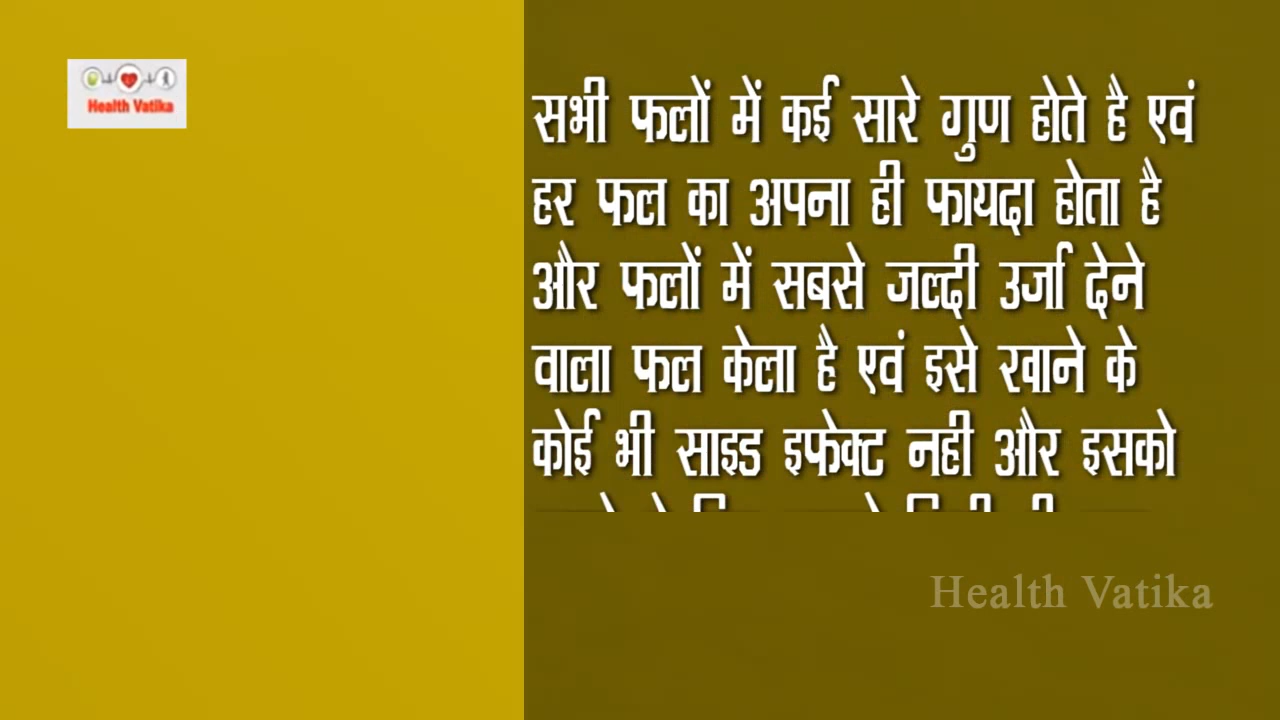 Health Vatika
सभी फलों में कई सारे गुण होते है एवं
हर फल का अपना ही फायदा होता है
और फलों में सबसे जल्दी उर्जा देने
वाला फल केला है एवं इसे खाने के
कोई भी साइड इफेक्ट नही और इसको
Health Vatika